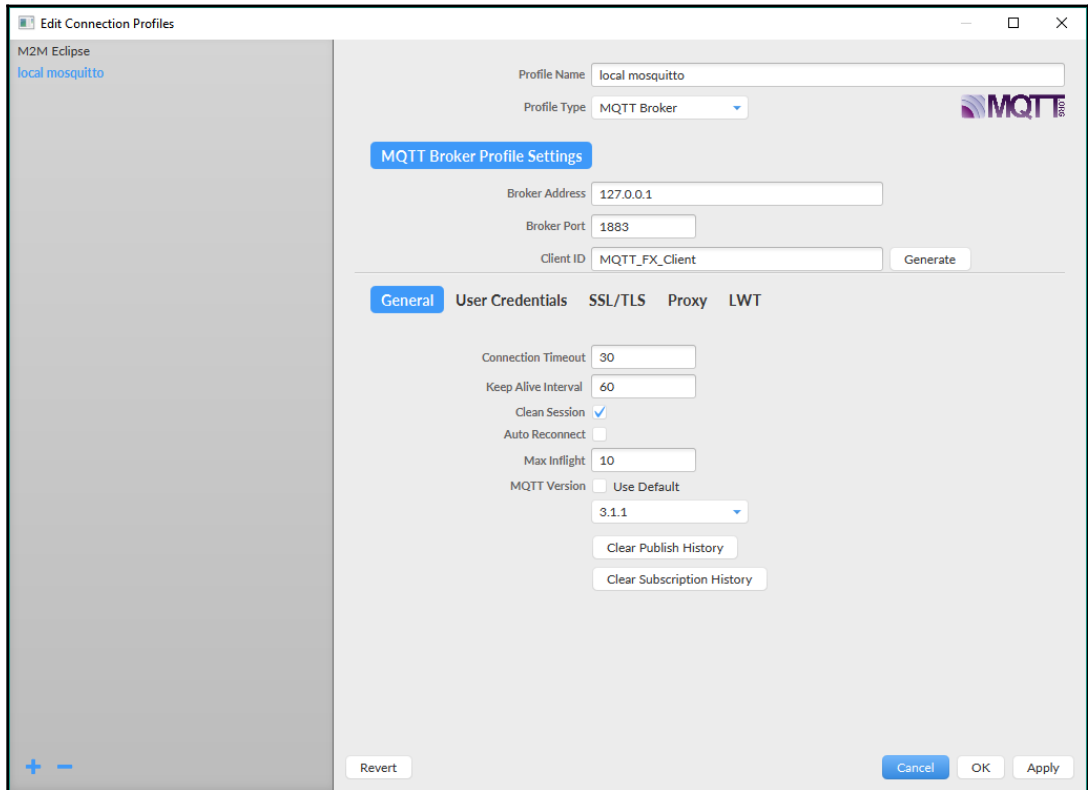 Edit Connection Profiles
M2M Eclipse
local mosquitto
Profile Name local mosquitto
Profile Type MQTT Broker
MQTT.ORG
MQTT Broker Profile Settings
Broker Address 127.0.0.1
Broker Port 1883
Client ID MQTT_FX_Client Generate
General User Credentials SSL/TLS Proxy LWT
Connection Timeout 30
Keep Alive Interval 60
Clean Session
Auto Reconnect
Max Inflight 10
MQTT Version Use Default
3.1.1
Clear Publish History
Clear Subscription History
Revert Cancel OK Apply